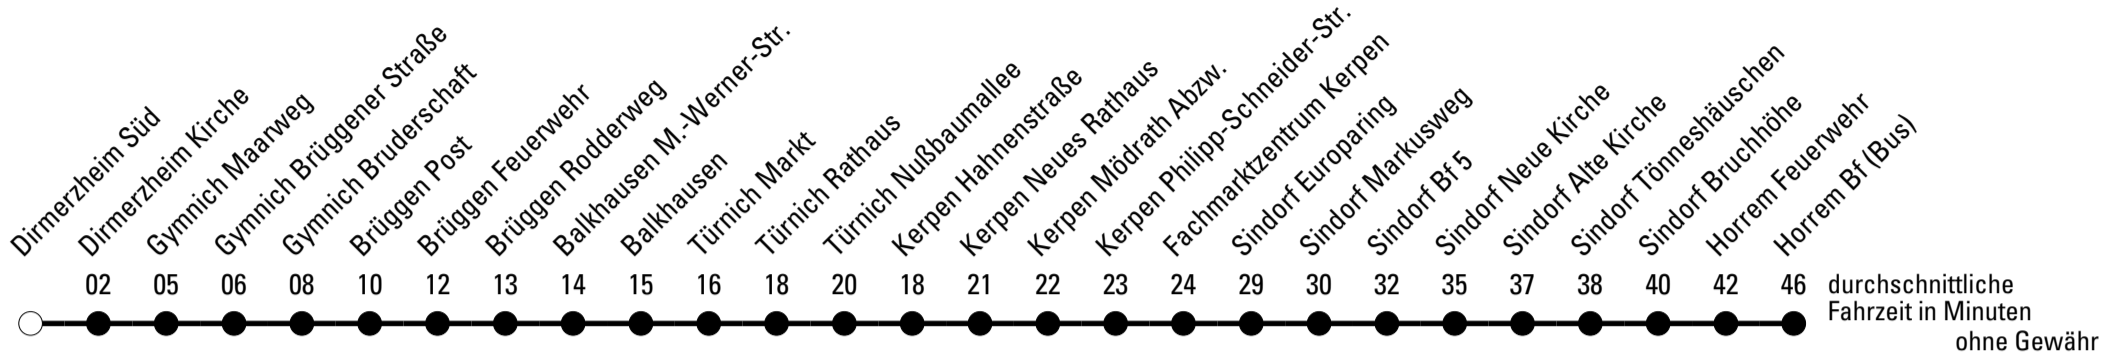 Dirmerzheim Süd
Dirmerzheim Kirche
Gymnich Maarweg
Gymnich Brüggener Straße
Gymnich Bruderschaft
Brüggen Post
Brüggen Feuerwehr
Brüggen Rodderweg
Balkhausen M.-Werner-Str.
Balkhausen
Türnich Markt
Türnich Rathaus
Türnich Nußbaumallee
Kerpen Hahnenstraße
Kerpen Neues Rathaus
Kerpen Mödrath Abzw.
Kerpen Philipp-Schneider-Str.
Fachmarktzentrum Kerpen
Sindorf Europaring
Sindorf Markusweg
Sindorf Bf 5
Sindorf Neue Kirche
Sindorf Alte Kirche
Sindorf Tönneshäuschen
Sindorf Bruchhöhe
Horrem Feuerwehr
Horrem Bf (Bus)
02 05 06 08 10 12 13 14 15 16 18 20 18 21 22 23 24 29 30 32 35 37 38 40 42 46
durchschnittliche
Fahrzeit in Minuten
ohne Gewähr